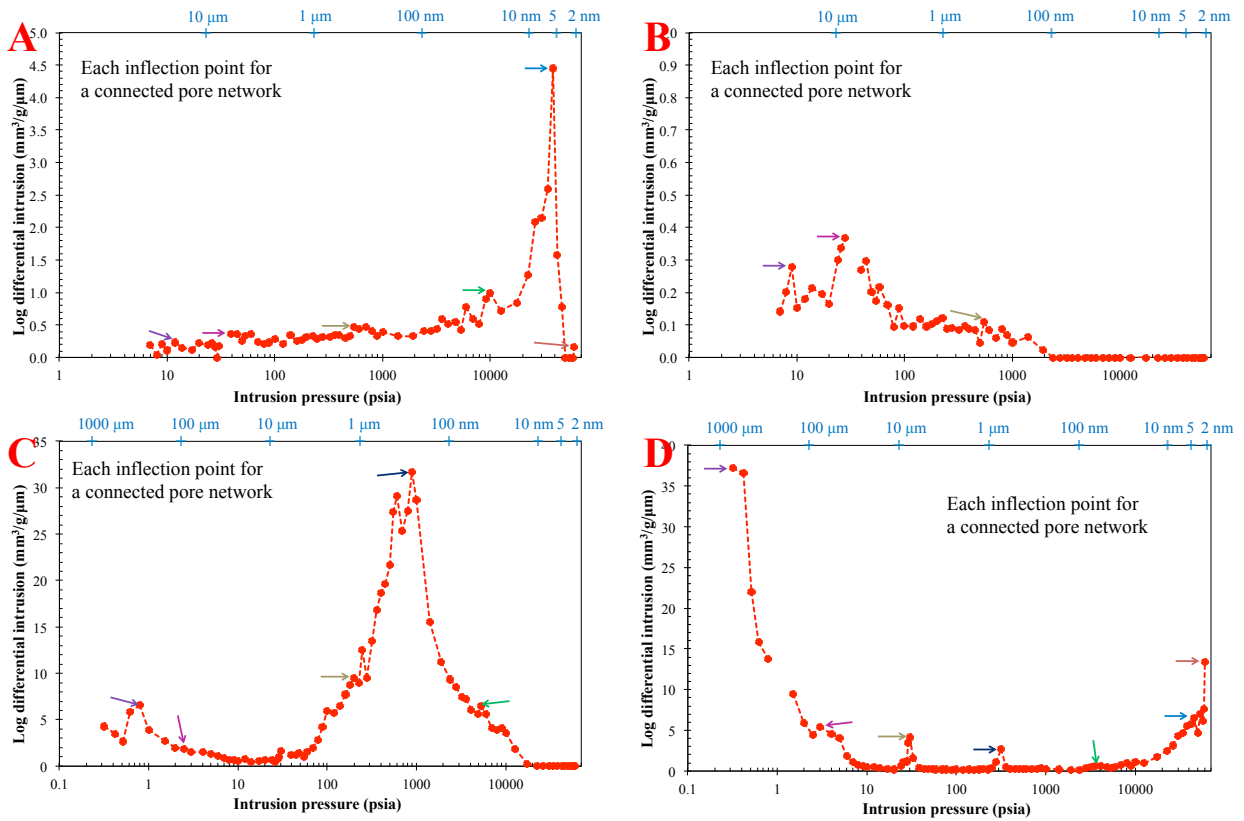 A
10 μm 1 μm 100 nm 10 nm 5 2 nm
Each inflection point for
a connected pore network
Log differential intrusion (mm³/g/μm)
5.0
4.5
4.0
3.5
3.0
2.5
2.0
1.5
1.0
0.5
0.0
1 10 100 1000 10000
Intrusion pressure (psia)
B
10 μm 1 μm 100 nm 10 nm 5 2 nm
Each inflection point for
a connected pore network
Log differential intrusion (mm³/g/μm)
0.9
0.8
0.7
0.6
0.5
0.4
0.3
0.2
0.1
0.0
1 10 100 1000 10000
Intrusion pressure (psia)
C
1000 μm 100 μm 10 μm 1 μm 100 nm 10 nm 5 2 nm
Each inflection point for
a connected pore network
Log differential intrusion (mm³/g/μm)
35
30
25
20
15
10
5
0
0.1 1 10 100 1000 10000
Intrusion pressure (psia)
D
1000 μm 100 μm 10 μm 1 μm 100 nm 10 nm 5 2 nm
Each inflection point for
a connected pore network
Log differential intrusion (mm³/g/μm)
40
35
30
25
20
15
10
5
0
0.1 1 10 100 1000 10000
Intrusion pressure (psia)